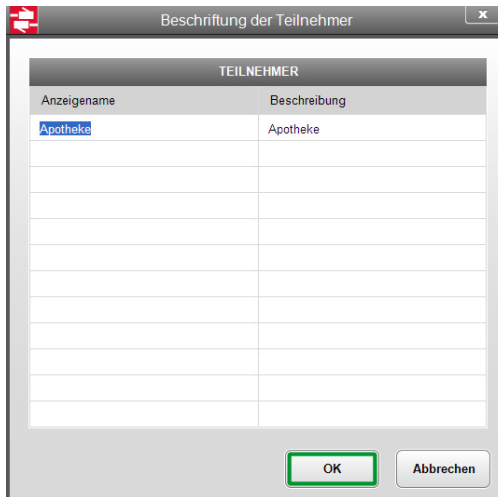 Beschriftung der Teilnehmer
x
TEILNEHMER
Anzeigename Beschreibung
Apotheke Apotheke
OK Abbrechen